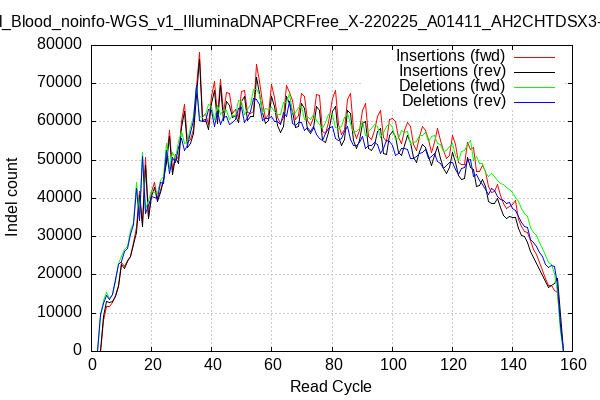 l_Blood_noinfo-WGS_v1_IlluminaDNAPCRFree_X-220225_A01411_AH2CHTDSX3-
80000
70000
60000
50000
40000
30000
20000
10000
0
Indel count
Insertions (fwd)
Insertions (rev)
Deletions (fwd)
Deletions (rev)
0 20 40 60 80 100 120 140 160
Read Cycle